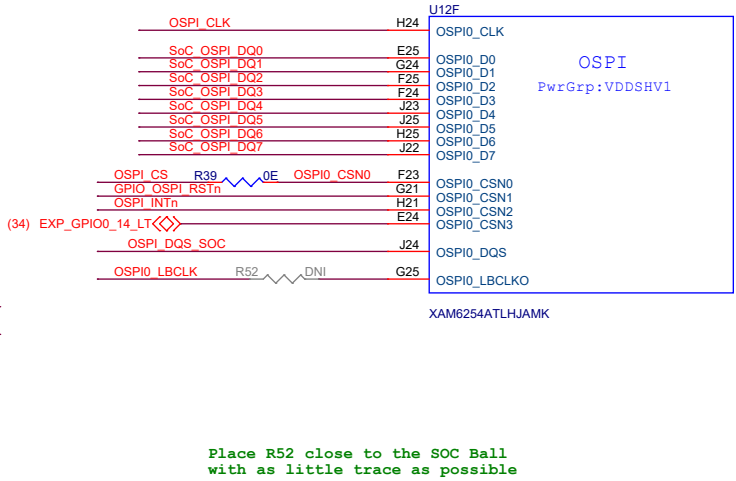 U12F
OSPI_CLK H24 OSPI0_CLK
SoC_OSPI_DQ0 E25 OSPI0_D0
SoC_OSPI_DQ1 G24 OSPI0_D1
SoC_OSPI_DQ2 F25 OSPI0_D2
SoC_OSPI_DQ3 F24 OSPI0_D3
SoC_OSPI_DQ4 J23 OSPI0_D4
SoC_OSPI_DQ5 J25 OSPI0_D5
SoC_OSPI_DQ6 H25 OSPI0_D6
SoC_OSPI_DQ7 J22 OSPI0_D7
OSPI
PwrGrp:VDDSHV1
OSPI_CS R39 0E OSPI0_CSN0 F23 OSPI0_CSN0
GPIO_OSPI_RSTn G21 OSPI0_CSN1
OSPI_INTn H21 OSPI0_CSN2
(34) EXP_GPIO0_14_LT E24 OSPI0_CSN3
OSPI_DQS_SOC J24 OSPI0_DQS
OSPI0_LBCLK R52 DNI G25 OSPI0_LBCLKO
XAM6254ATLHJAMK
Place R52 close to the SOC Ball
with as little trace as possible